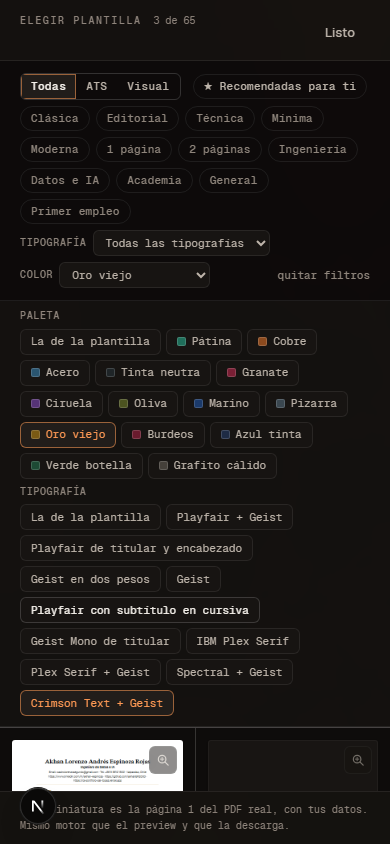 ELEGIR PLANTILLA 3 de 65
Listo
Todas ATS Visual ★ Recomendadas para ti
Clásica Editorial Técnica Mínima
Moderna 1 página 2 páginas Ingeniería
Datos e IA Academia General
Primer empleo
TIPOGRAFÍA Todas las tipografías
COLOR Oro viejo quitar filtros
PALETA
La de la plantilla Pátina Cobre
Acero Tinta neutra Granate
Ciruela Oliva Marino Pizarra
Oro viejo Burdeos Azul tinta
Verde botella Grafito cálido
TIPOGRAFÍA
La de la plantilla Playfair + Geist
Playfair de titular y encabezado
Geist en dos pesos Geist
Playfair con subtítulo en cursiva
Geist Mono de titular IBM Plex Serif
Plex Serif + Geist Spectral + Geist
Crimson Text + Geist
Akhan Lorenzo Andrés Espinoza Rojas
N
iniatura es la página 1 del PDF real, con tus datos.
Mismo motor que el preview y que la descarga.